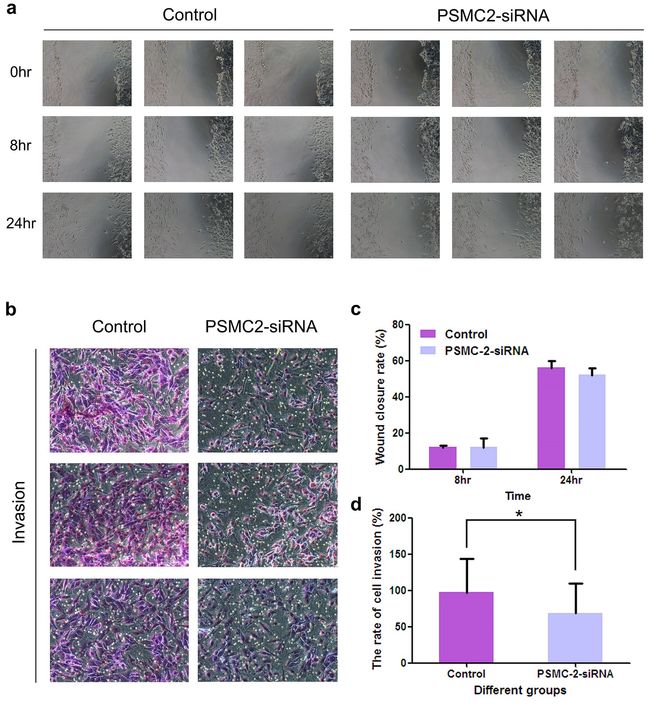 a
Control
PSMC2-siRNA
0hr
8hr
24hr
b
Control
PSMC2-siRNA
Invasion
c
Wound closure rate (%)
80
60
40
20
0
Control
PSMC-2-siRNA
8hr
24hr
Time
d
The rate of cell invasion (%)
200
150
100
50
0
*
Control
PSMC-2-siRNA
Different groups